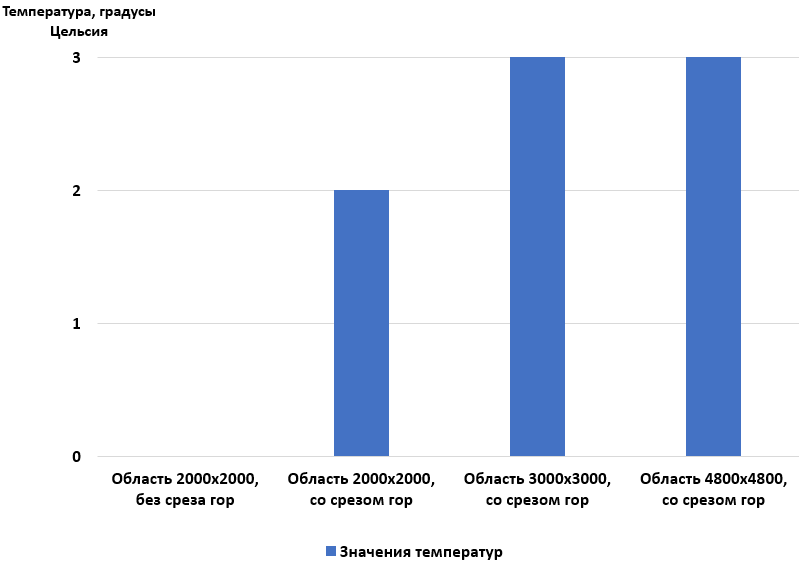 Температура, градусы
Цельсия
3
2
1
0
Область 2000x2000,
без среза гор
Область 2000x2000,
со срезом гор
Область 3000x3000,
со срезом гор
Область 4800x4800,
со срезом гор
Значения температур